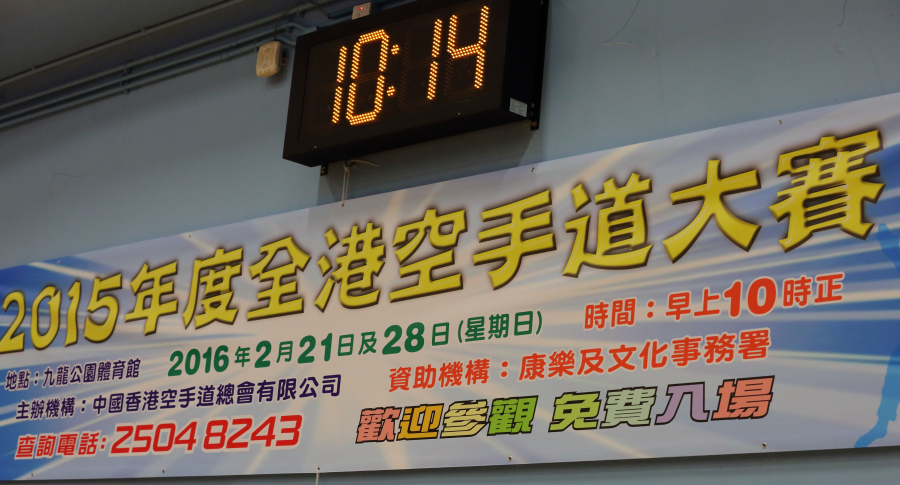 10:14
2015年度全港空手道大賽
2016年2月21日及28日(星期日)
時間：早上10時正
地點：九龍公園體育館
主辦機構：中國香港空手道總會有限公司
資助機構：康樂及文化事務署
查詢電話：2504 8243
歡迎參觀 免費入場